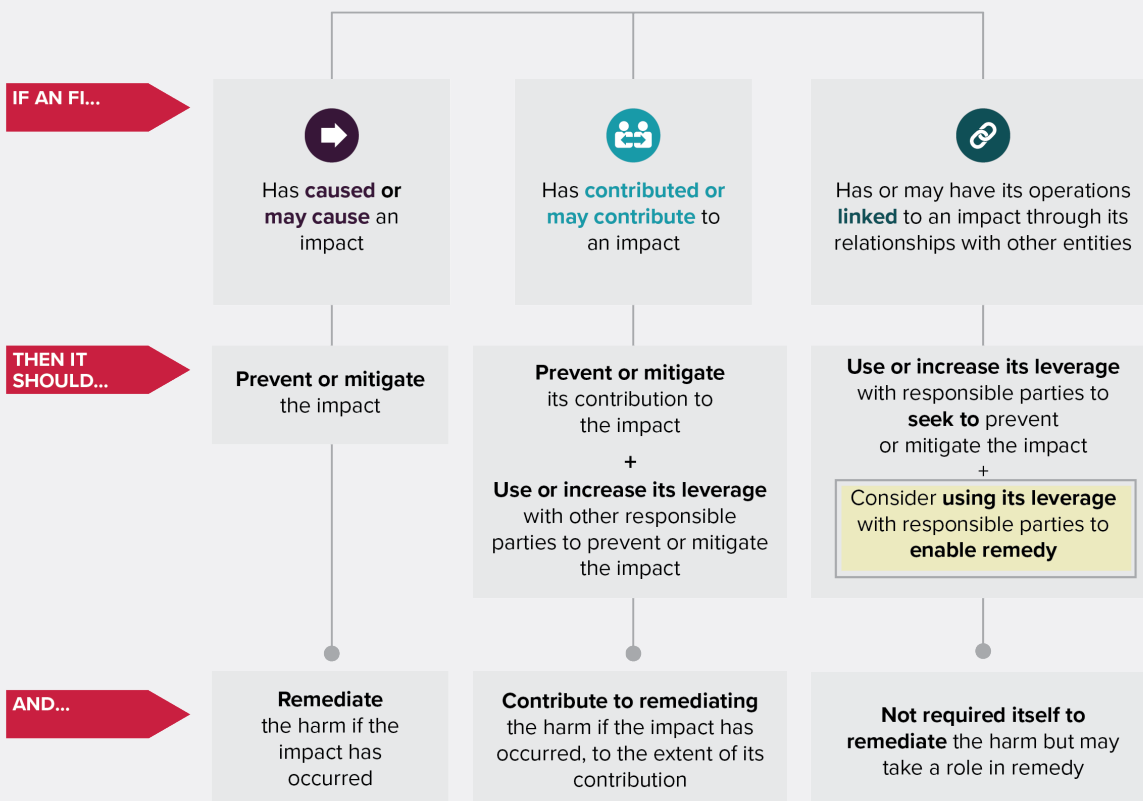 IF AN FI...
Has caused or
may cause an
impact
Has contributed or
may contribute to
an impact
Has or may have its operations
linked to an impact through its
relationships with other entities
THEN IT
SHOULD...
Prevent or mitigate
the impact
Prevent or mitigate
its contribution to
the impact
+
Use or increase its leverage
with other responsible
parties to prevent or mitigate
the impact
Use or increase its leverage
with responsible parties to
seek to prevent
or mitigate the impact
+
Consider using its leverage
with responsible parties to
enable remedy
AND...
Remediate
the harm if the
impact has
occurred
Contribute to remediating
the harm if the impact has
occurred, to the extent of its
contribution
Not required itself to
remediate the harm but may
take a role in remedy